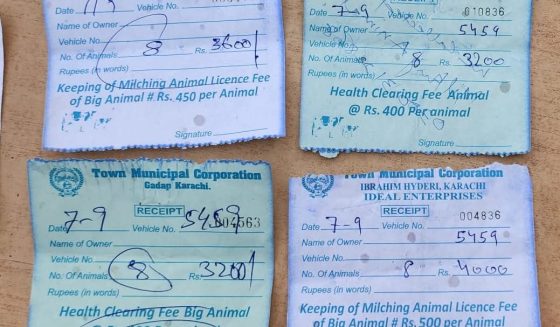 Date 7/9 Vehicle No.
Name of Owner
Vehicle No.
No. Of Animals 8 Rs. 3600/
Rupees (in words)
Keeping of Milching Animal Licence Fee
of Big Animal # Rs. 450 per Animal
Signature
RECEIPT
Date 7-9 010836
Name of Owner 5459
Vehicle No.
No. Of Animals 8 Rs. 3200
Rupees (in words)
Health Clearing Fee Animal
@ Rs. 400 Per animal
Signature
Town Municipal Corporation
Gadap Karachi.
RECEIPT
Date 7-9 Vehicle No. 5459 004563
Name of Owner
Vehicle No.
No. Of Animals 8 Rs. 3200/
Rupees (in words)
Health Clearing Fee Big Animal
Town Municipal Corporation
IBRAHIM HYDERI, KARACHI
IDEAL ENTERPRISES
RECEIPT
Date 7-9 Vehicle No. 004836
Name of Owner 5459
Vehicle No.
No. Of Animals 8 Rs. 4000
Rupees (in words)
Keeping of Milching Animal Licence Fee
of Big Animal # Rs. 500 per Animal